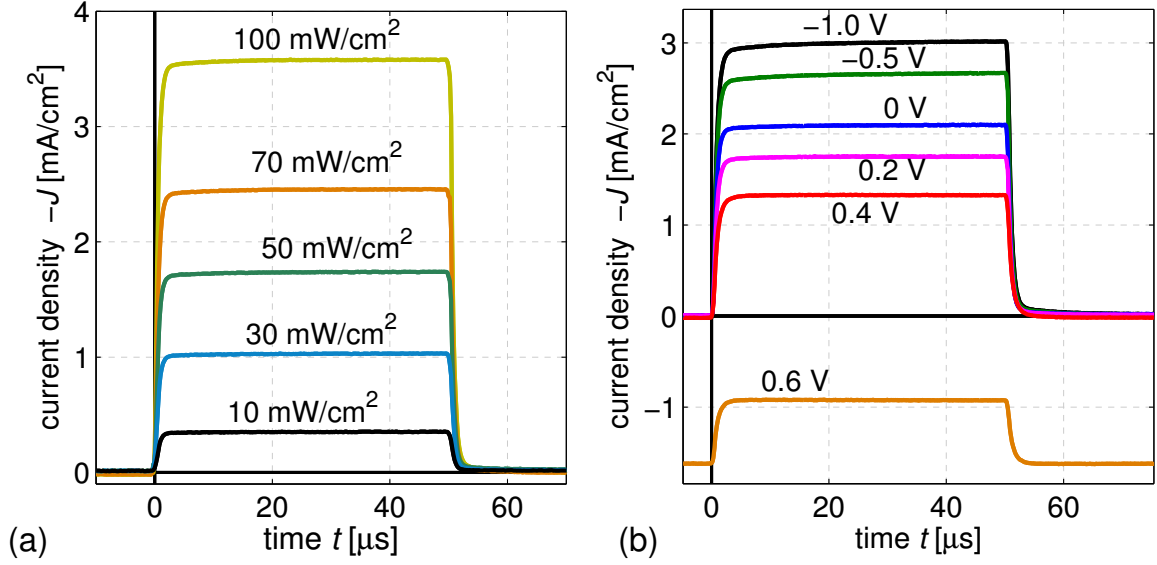 4
3
2
1
0
100 mW/cm²
70 mW/cm²
50 mW/cm²
30 mW/cm²
10 mW/cm²
current density −J [mA/cm²]
0 20 40 60
time t [μs]
(a)
3
2
1
0
−1
−1.0 V
−0.5 V
0 V
0.2 V
0.4 V
0.6 V
current density −J [mA/cm²]
0 20 40 60
time t [μs]
(b)